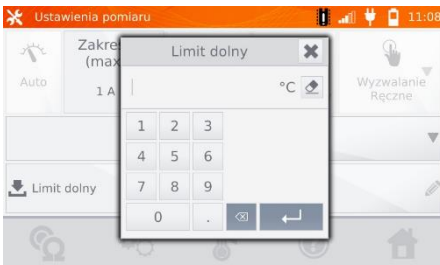 Ustawienia pomiaru
11:08
Auto
Zakre
(max
1 A
Limit dolny
°C
Wyzwalanie
Ręczne
1 2 3
4 5 6
7 8 9
0 .
Limit dolny